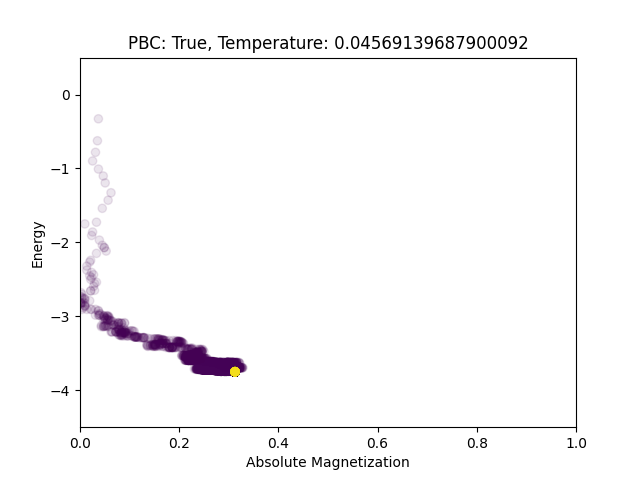 PBC: True, Temperature: 0.04569139687900092
0
−1
−2
−3
−4
Energy
0.0 0.2 0.4 0.6 0.8 1.0
Absolute Magnetization